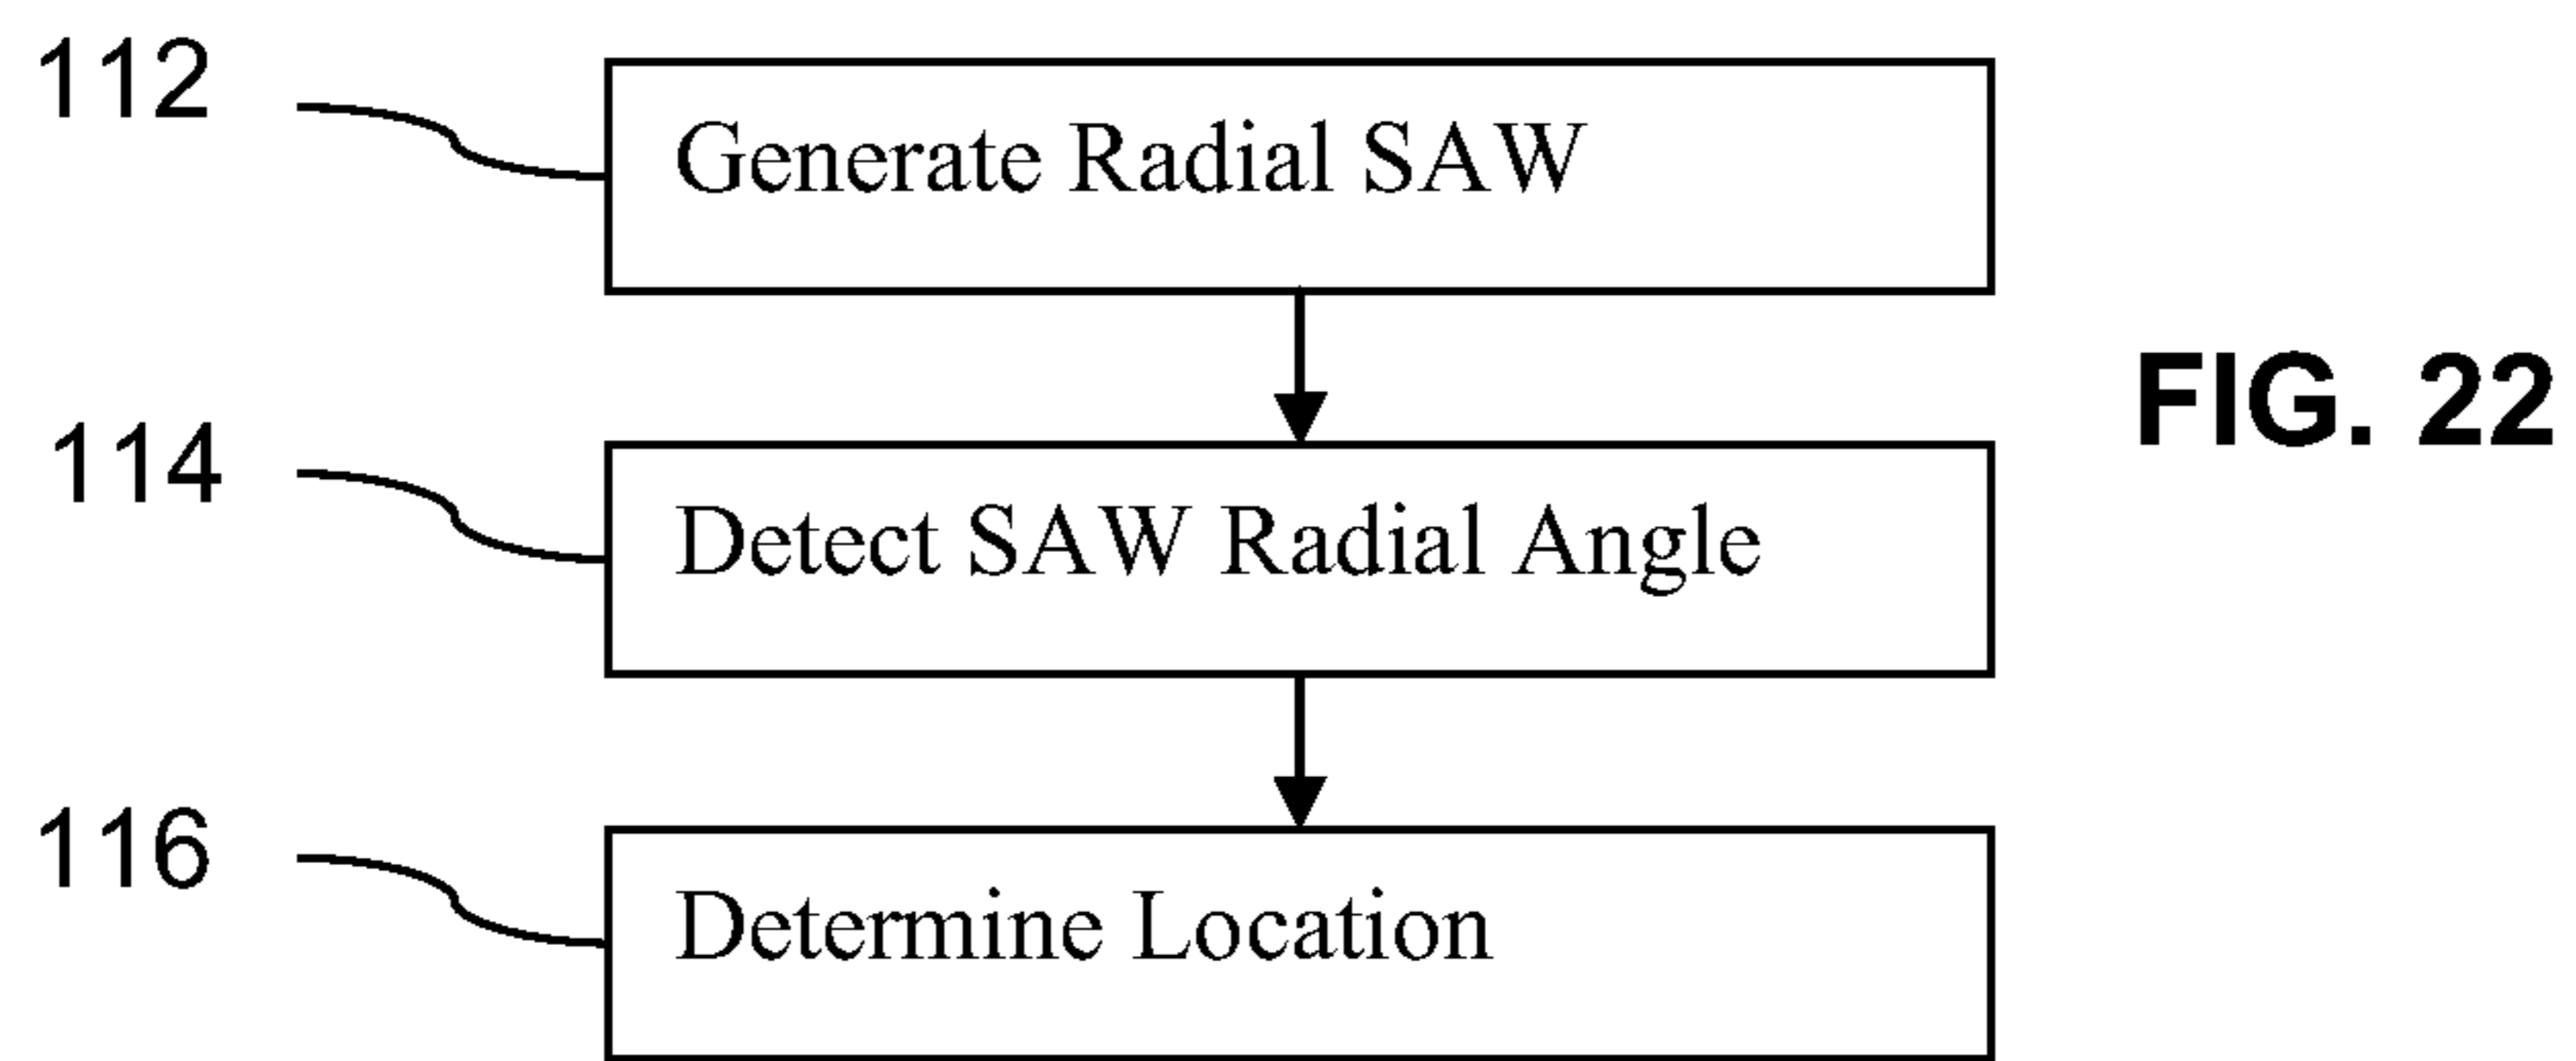 112
Generate Radial SAW
114
Detect SAW Radial Angle
FIG. 22
116
Determine Location